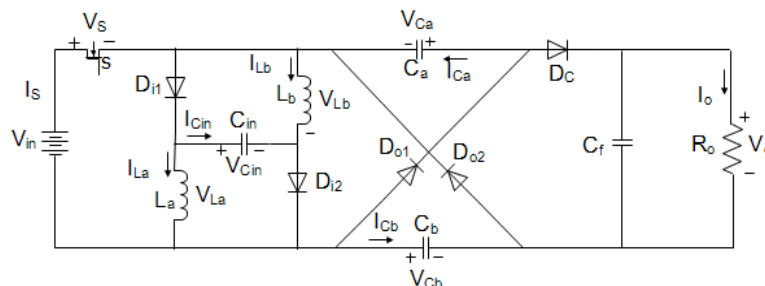 V_S
+ −
S
V_Ca
− +
C_a
I_Ca
D_C
I_S
D_i1
I_Lb
L_b
V_Lb
−
I_o
V_in
I_Cin
C_in
+ −
V_Cin
D_o1
D_o2
C_f
R_o
+
V
−
I_La
L_a
V_La
D_i2
I_Cb
C_b
+ −
V_Cb